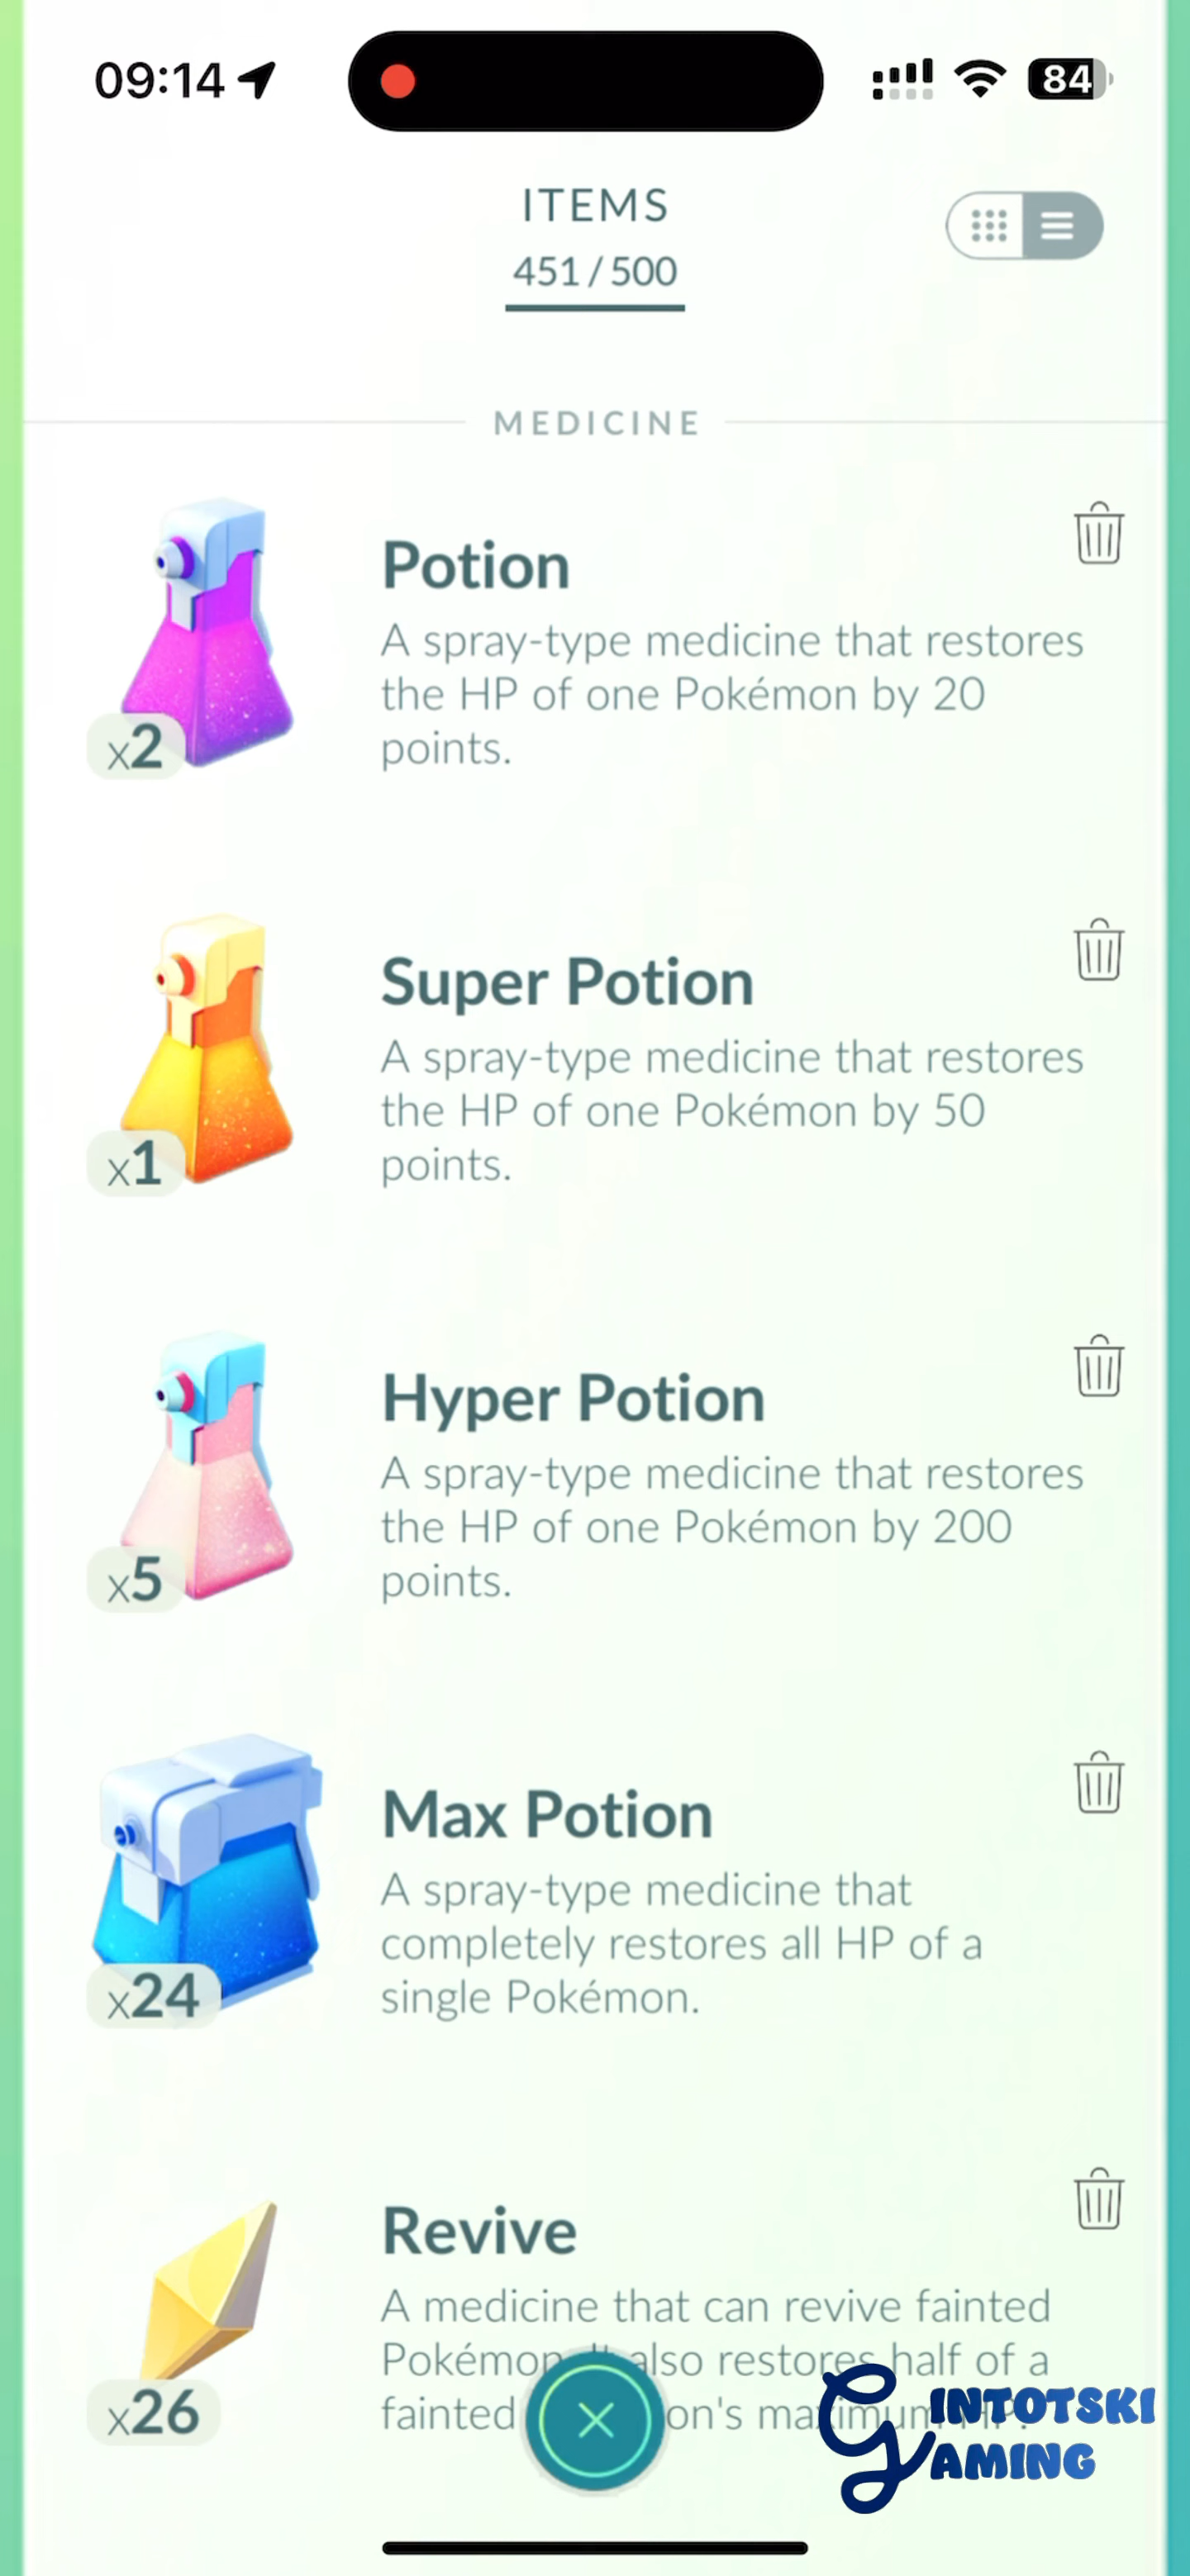 09:14
84
ITEMS
451 / 500
MEDICINE
Potion
A spray-type medicine that restores
the HP of one Pokémon by 20
points.
x2
Super Potion
A spray-type medicine that restores
the HP of one Pokémon by 50
points.
x1
Hyper Potion
A spray-type medicine that restores
the HP of one Pokémon by 200
points.
x5
Max Potion
A spray-type medicine that
completely restores all HP of a
single Pokémon.
x24
Revive
A medicine that can revive fainted
also restores half of a
fainted on's maximum
x26
GINTOTSKI
GAMING